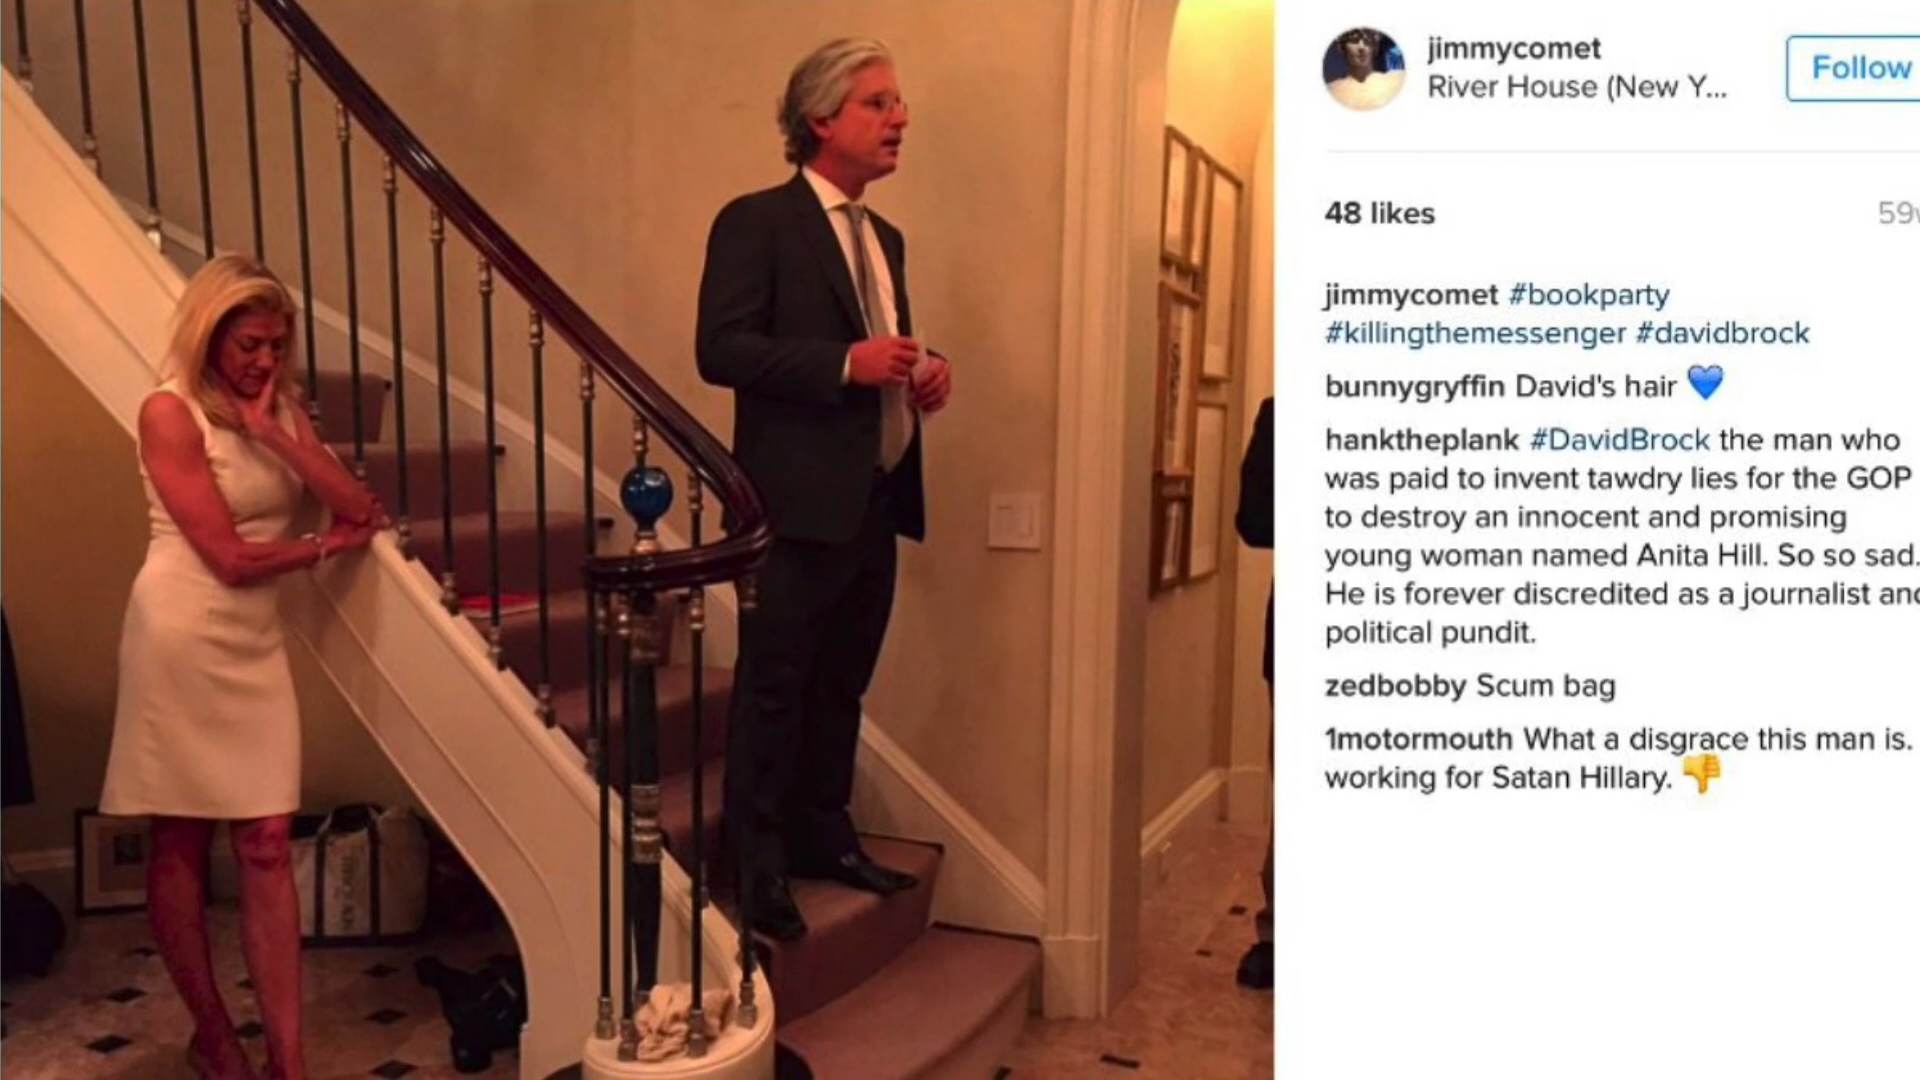 jimmycomet
River House (New Y...
Follow
48 likes
jimmycomet #bookparty
#killingthemessenger #davidbrock
bunnygryffin David's hair 💙
hanktheplank #DavidBrock the man who
was paid to invent tawdry lies for the GOP
to destroy an innocent and promising
young woman named Anita Hill. So so sad.
He is forever discredited as a journalist
political pundit.
zedbobby Scum bag
1motormouth What a disgrace this man is.
working for Satan Hillary. 👎